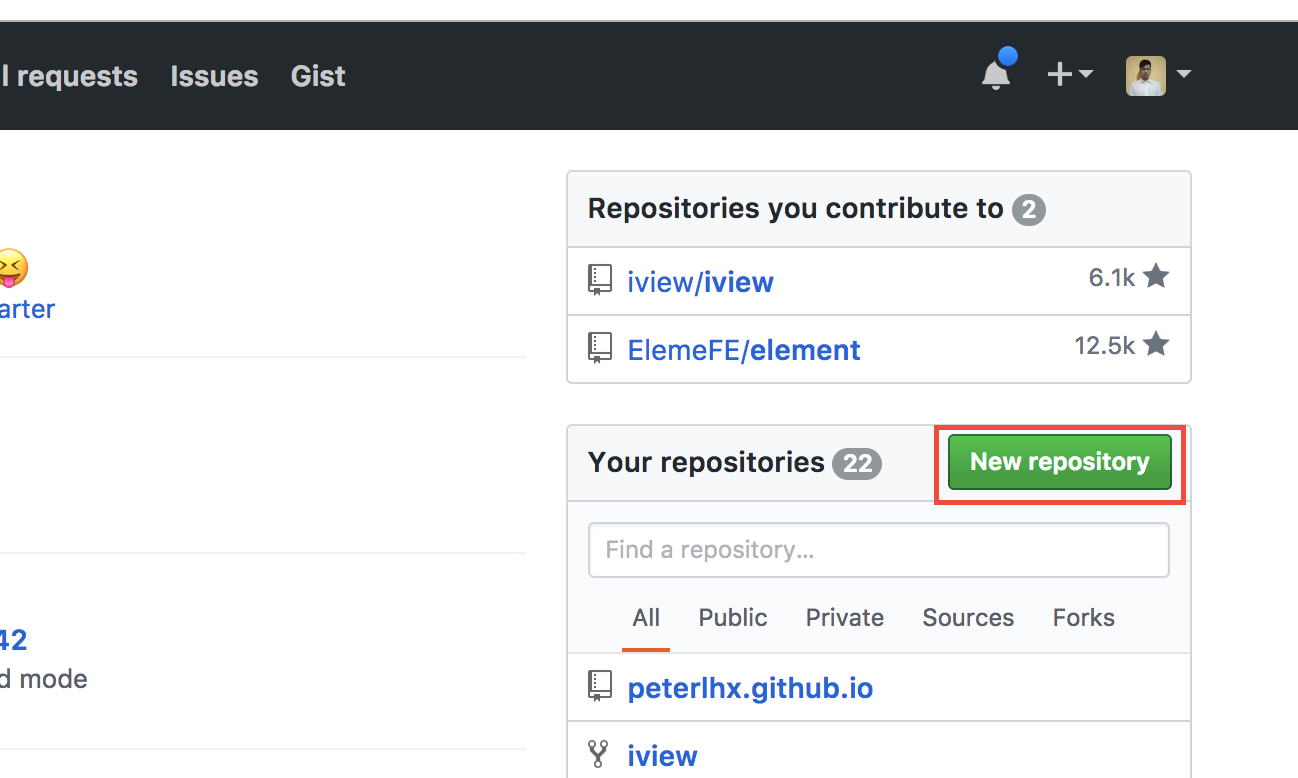 l requests Issues Gist
Repositories you contribute to 2
iview/iview 6.1k
arter
ElemeFE/element 12.5k
Your repositories 22 New repository
Find a repository...
All Public Private Sources Forks
42
d mode
peterlhx.github.io
iview